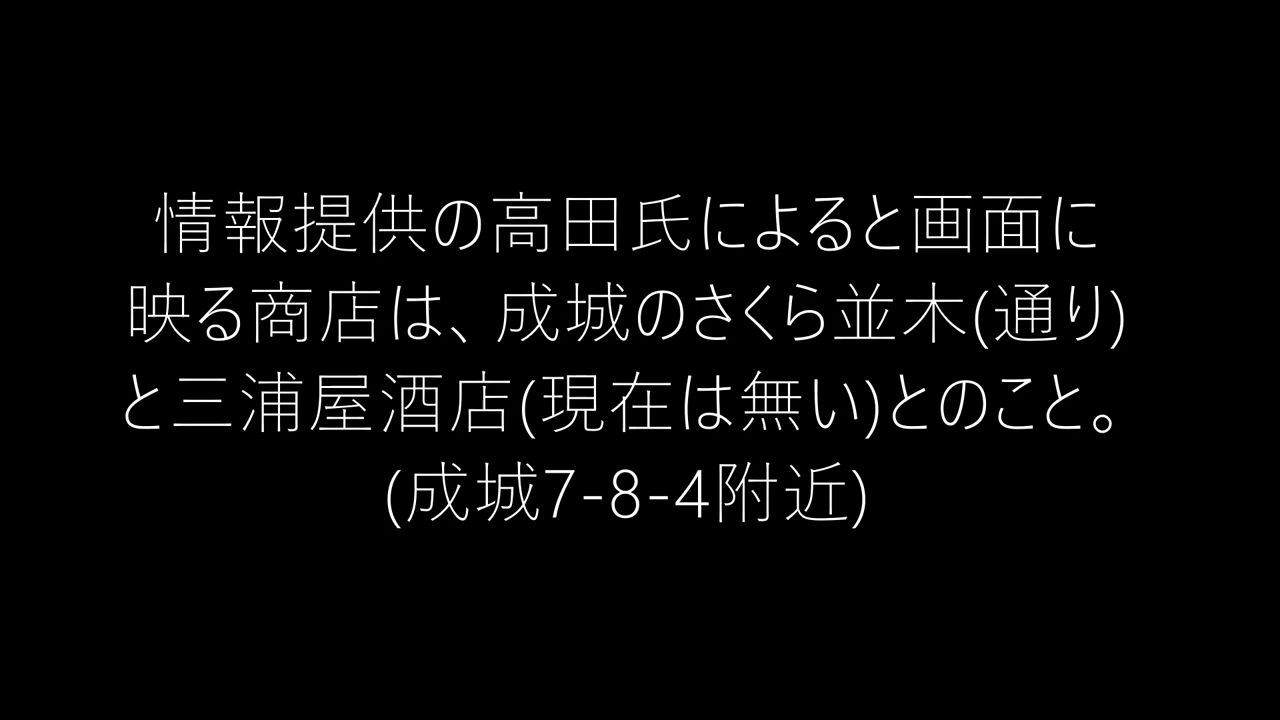 情報提供の高田氏によると画面に
映る商店は、成城のさくら並木(通り)
と三浦屋酒店(現在は無い)とのこと。
(成城7-8-4附近)